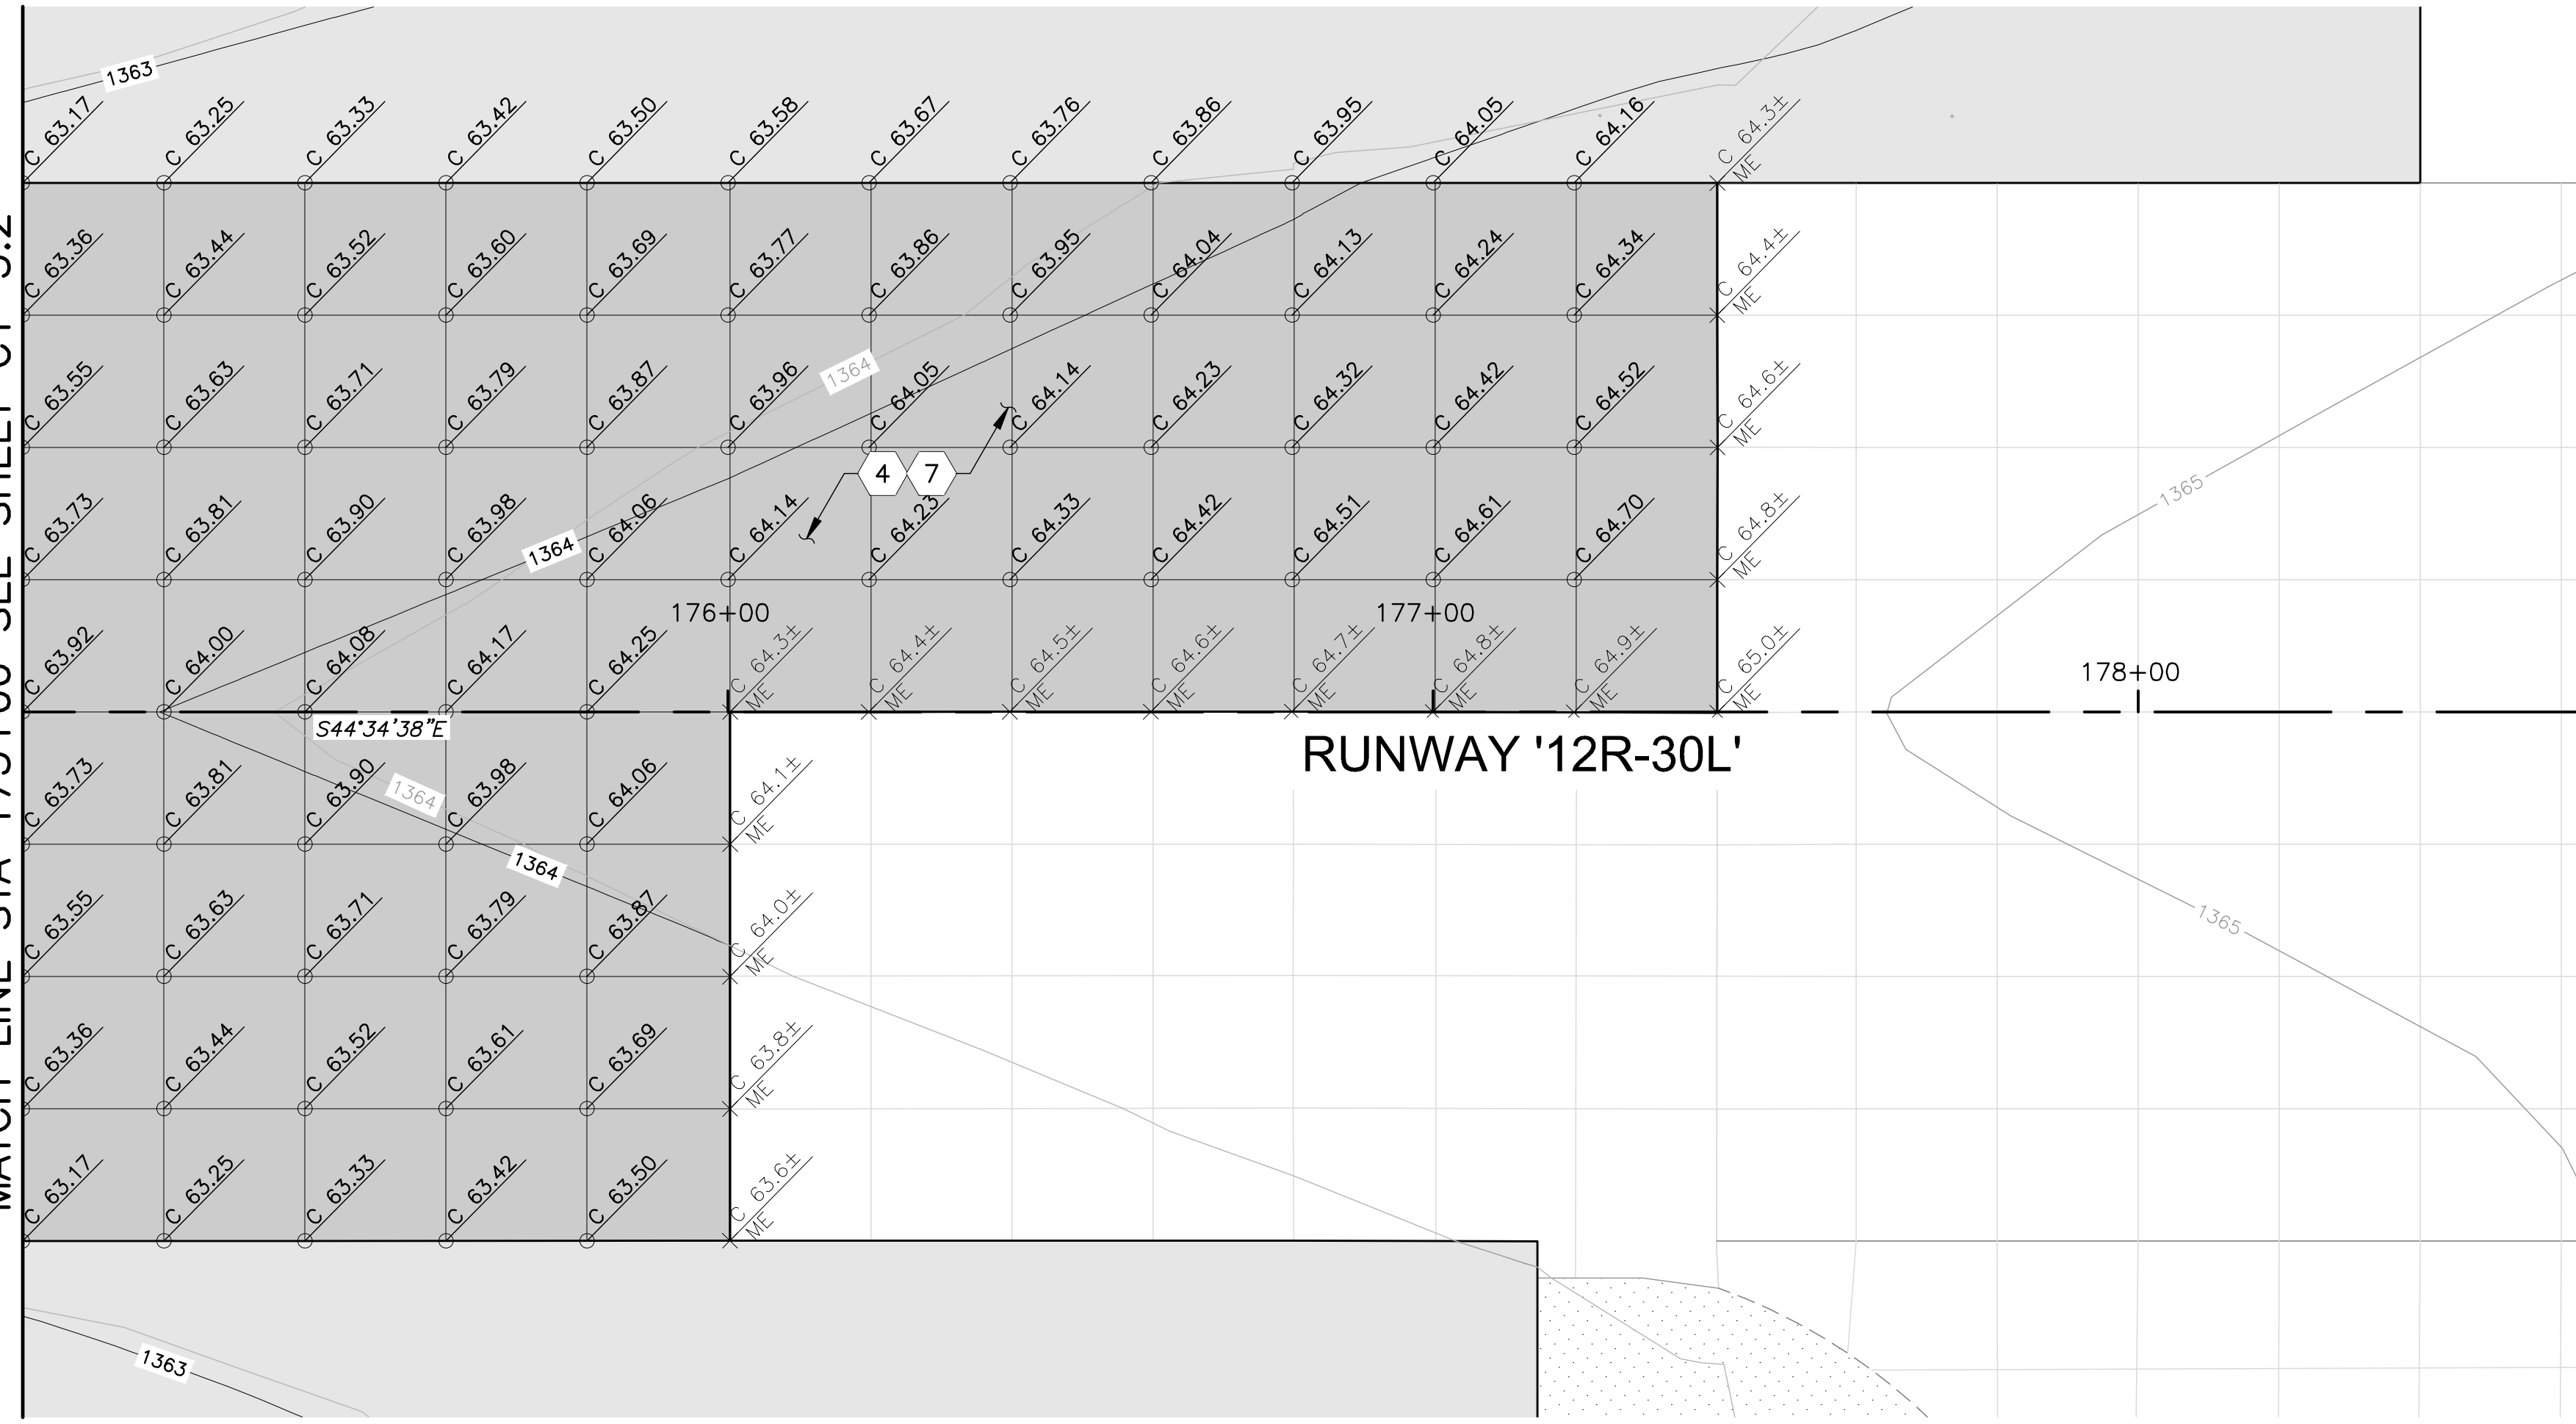 1363
C 63.17 C 63.25 C 63.33 C 63.42 C 63.50 C 63.58 C 63.67 C 63.76 C 63.86 C 63.95 C 64.05 C 64.16 C 64.3± ME
C 63.36 C 63.44 C 63.52 C 63.60 C 63.69 C 63.77 C 63.86 C 63.95 C 64.04 C 64.13 C 64.24 C 64.34 C 64.4± ME
1364
C 63.55 C 63.63 C 63.71 C 63.79 C 63.87 C 63.96 C 64.05 C 64.14 C 64.23 C 64.32 C 64.42 C 64.52 C 64.6± ME
4 7
1365
C 63.73 C 63.81 C 63.90 C 63.98 C 64.06 C 64.14 C 64.23 C 64.33 C 64.42 C 64.51 C 64.61 C 64.70 C 64.8± ME
1364
176+00 177+00 178+00
C 63.92 C 64.00 C 64.08 C 64.17 C 64.25 C 64.3± ME C 64.4± ME C 64.5± ME C 64.6± ME C 64.7± ME C 64.8± ME C 64.9± ME C 65.0± ME
S44°34'38"E
RUNWAY '12R-30L'
C 63.73 C 63.81 C 63.90 C 63.98 C 64.06 C 64.1± ME
1364
1364
C 63.55 C 63.63 C 63.71 C 63.79 C 63.87 C 64.0± ME
1365
C 63.36 C 63.44 C 63.52 C 63.61 C 63.69 C 63.8± ME
C 63.17 C 63.25 C 63.33 C 63.42 C 63.50 C 63.6± ME
1363